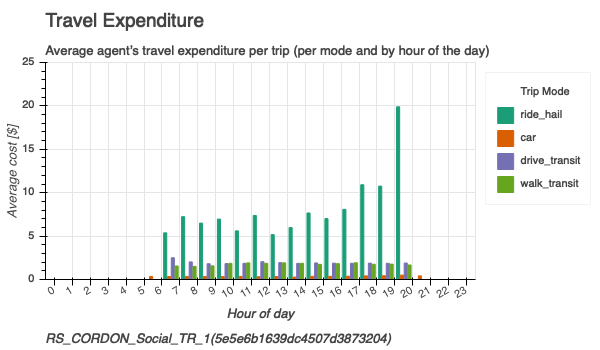 Travel Expenditure
Average agent's travel expenditure per trip (per mode and by hour of the day)
25
20
15
10
5
0
Average cost [$]
0 1 2 3 4 5 6 7 8 9 10 11 12 13 14 15 16 17 18 19 20 21 22 23
Hour of day
Trip Mode
ride_hail
car
drive_transit
walk_transit
RS_CORDON_Social_TR_1(5e5e6b1639dc4507d3873204)